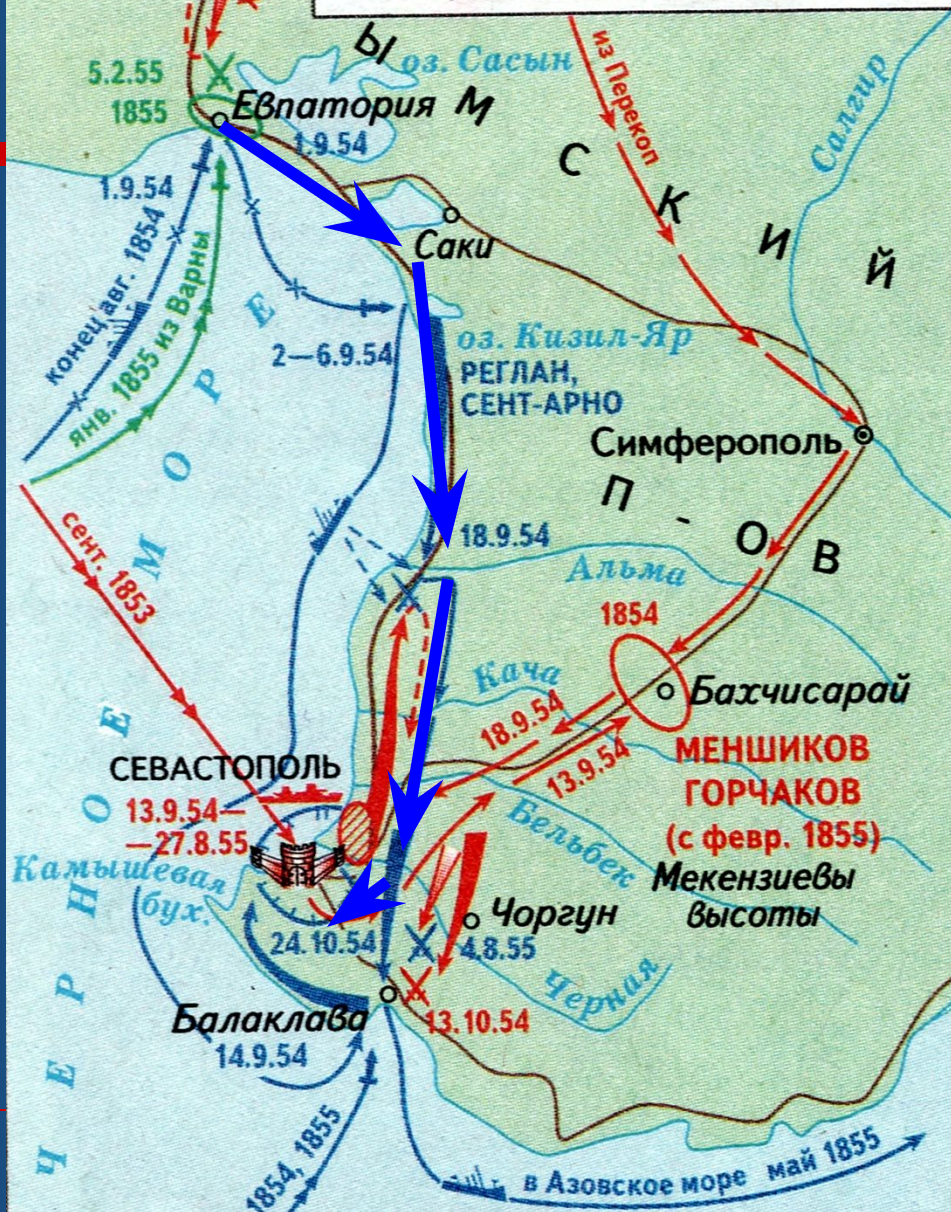 5.2.55
1855
Евпатория
1.9.54
1.9.54
оз. Сасын
Ы М С К И Й
из Перекоп
Салгир
конец авг. 1854
янв. 1855 из Варны
Саки
2—6.9.54
оз. Кизил-Яр
РЕГЛАН,
СЕНТ-АРНО
Симферополь
П - О В
сент. 1853
18.9.54
Альма
1854
Кача
Бахчисарай
18.9.54
13.9.54
МЕНШИКОВ
ГОРЧАКОВ
(с февр. 1855)
СЕВАСТОПОЛЬ
13.9.54—
—27.8.55
Бельбек
Мекензиевы
высоты
Камышевая
бух.
24.10.54
Чоргун
4.8.55
Черная
13.10.54
Балаклава
14.9.54
1854, 1855
в Азовское море май 1855
ЧЕРНОЕ МОРЕ